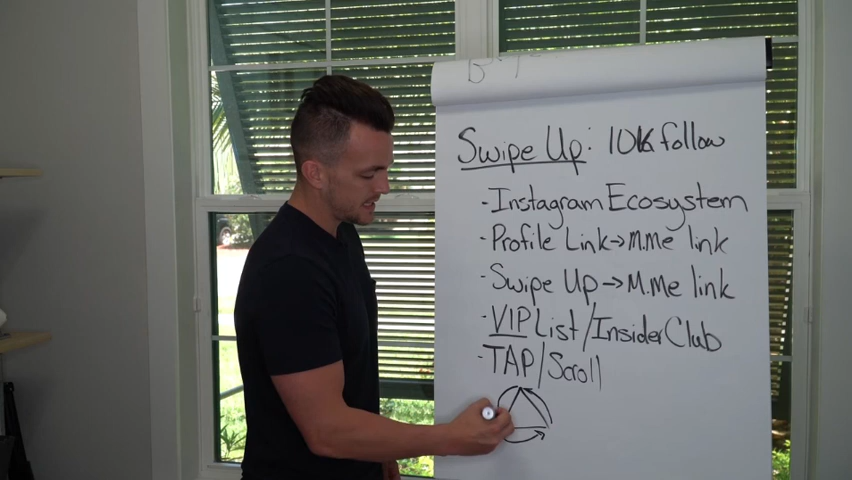 Swipe Up: 10K follow
- Instagram Ecosystem
- Profile Link→M.Me link
- Swipe Up→M.Me link
- VIP List/Insider Club
- TAP/Scroll